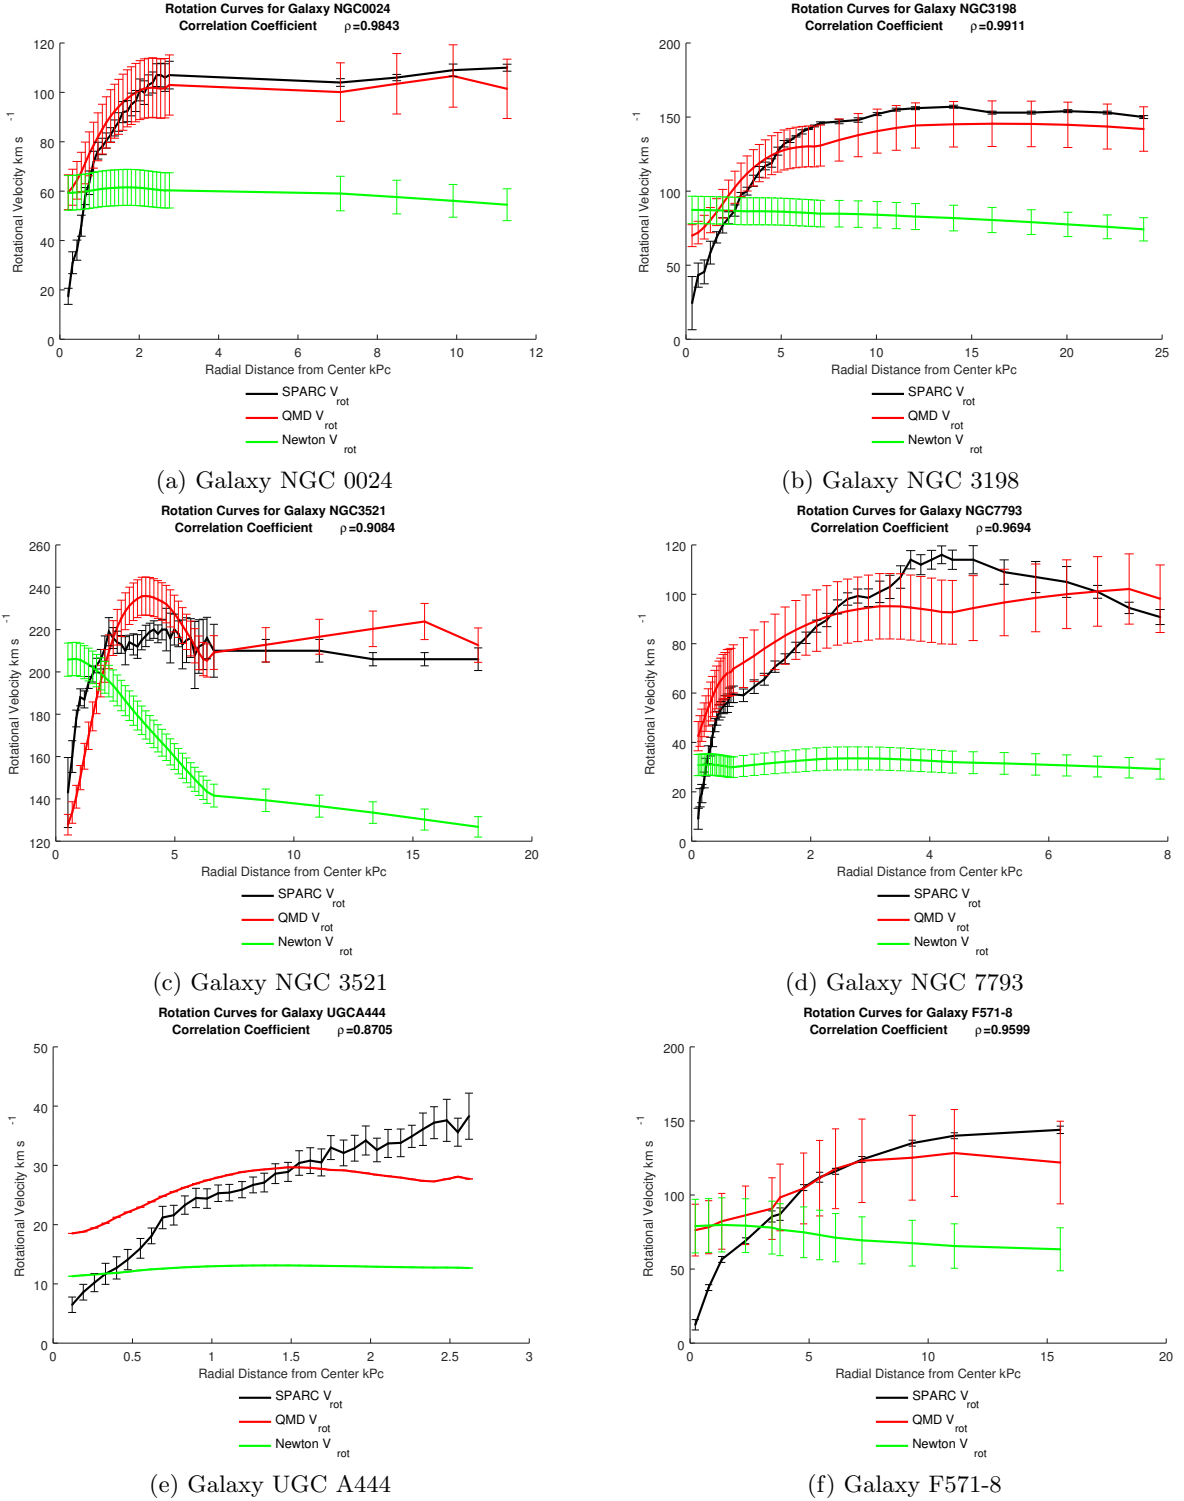 Rotation Curves for Galaxy NGC0024
Correlation Coefficient ρ=0.9843
120
100
80
60
40
20
0
Rotational Velocity km s -1
0 2 4 6 8 10 12
Radial Distance from Center kPc
SPARC V rot
QMD V rot
Newton V rot
(a) Galaxy NGC 0024
Rotation Curves for Galaxy NGC3198
Correlation Coefficient ρ=0.9911
200
150
100
50
0
Rotational Velocity km s -1
0 5 10 15 20 25
Radial Distance from Center kPc
SPARC V rot
QMD V rot
Newton V rot
(b) Galaxy NGC 3198
Rotation Curves for Galaxy NGC3521
Correlation Coefficient ρ=0.9084
260
240
220
200
180
160
140
120
Rotational Velocity km s -1
0 5 10 15 20
Radial Distance from Center kPc
SPARC V rot
QMD V rot
Newton V rot
(c) Galaxy NGC 3521
Rotation Curves for Galaxy NGC7793
Correlation Coefficient ρ=0.9694
120
100
80
60
40
20
0
Rotational Velocity km s -1
0 2 4 6 8
Radial Distance from Center kPc
SPARC V rot
QMD V rot
Newton V rot
(d) Galaxy NGC 7793
Rotation Curves for Galaxy UGCA444
Correlation Coefficient ρ=0.8705
50
40
30
20
10
0
Rotational Velocity km s -1
0 0.5 1 1.5 2 2.5 3
Radial Distance from Center kPc
SPARC V rot
QMD V rot
Newton V rot
(e) Galaxy UGC A444
Rotation Curves for Galaxy F571-8
Correlation Coefficient ρ=0.9599
200
150
100
50
0
Rotational Velocity km s -1
0 5 10 15 20
Radial Distance from Center kPc
SPARC V rot
QMD V rot
Newton V rot
(f) Galaxy F571-8